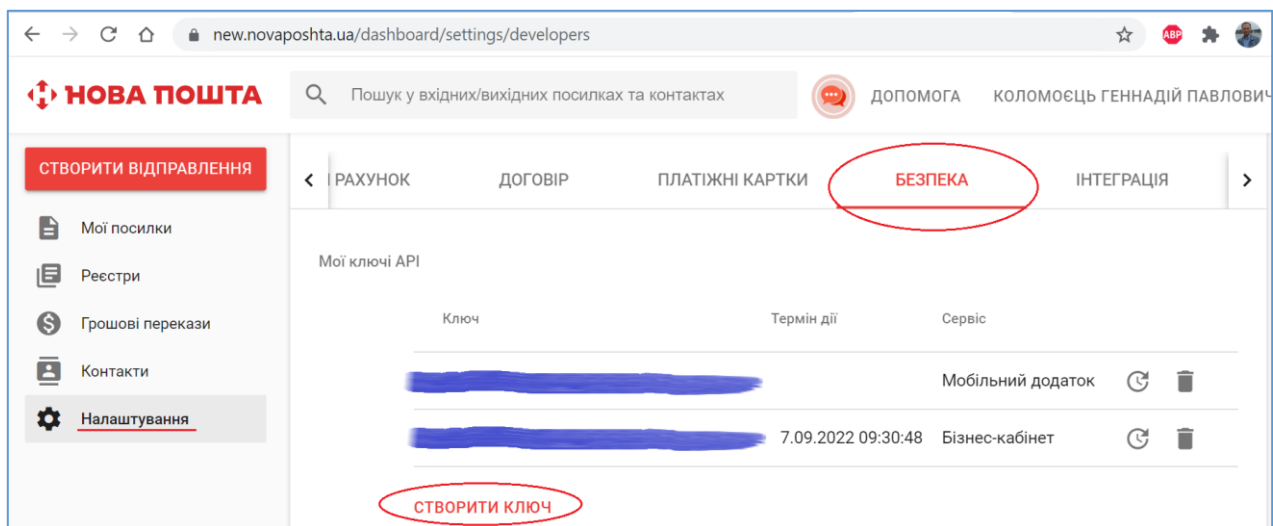 new.novaposhta.ua/dashboard/settings/developers
ABP
НОВА ПОШТА
Пошук у вхідних/вихідних посилках та контактах
ДОПОМОГА
КОЛОМОЄЦЬ ГЕННАДІЙ ПАВЛОВИЧ
СТВОРИТИ ВІДПРАВЛЕННЯ
РАХУНОК
ДОГОВІР
ПЛАТІЖНІ КАРТКИ
БЕЗПЕКА
ІНТЕГРАЦІЯ
Мої посилки
Реєстри
Грошові перекази
Контакти
Налаштування
Мої ключі API
Ключ
Термін дії
Сервіс
Мобільний додаток
7.09.2022 09:30:48
Бізнес-кабінет
СТВОРИТИ КЛЮЧ